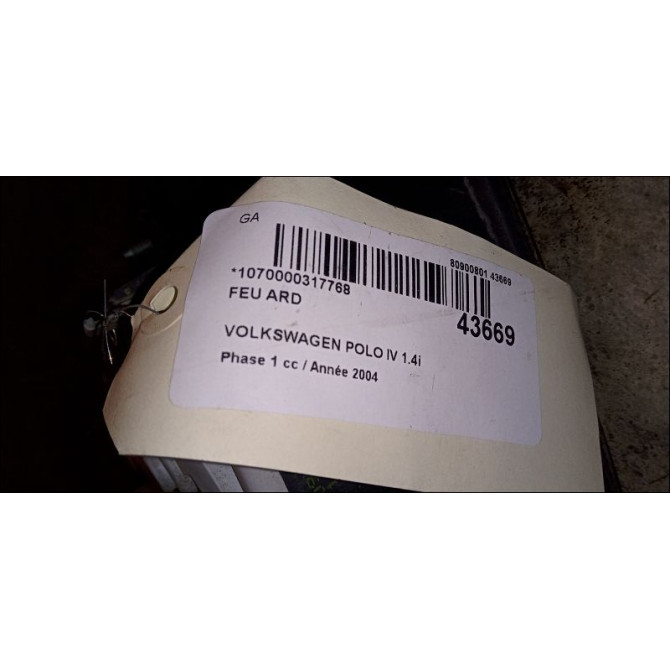 GA
80900801 43669
*1070000317768
FEU ARD
43669
VOLKSWAGEN POLO IV 1.4i
Phase 1 cc / Année 2004